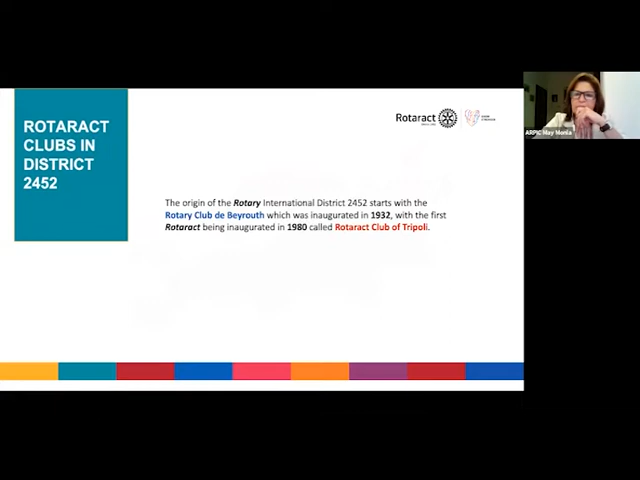 ROTARACT
CLUBS IN
DISTRICT
2452
Rotaract
The origin of the Rotary International District 2452 starts with the
Rotary Club de Beyrouth which was inaugurated in 1932, with the first
Rotaract being inaugurated in 1980 called Rotaract Club of Tripoli.
ARPIC May Monla